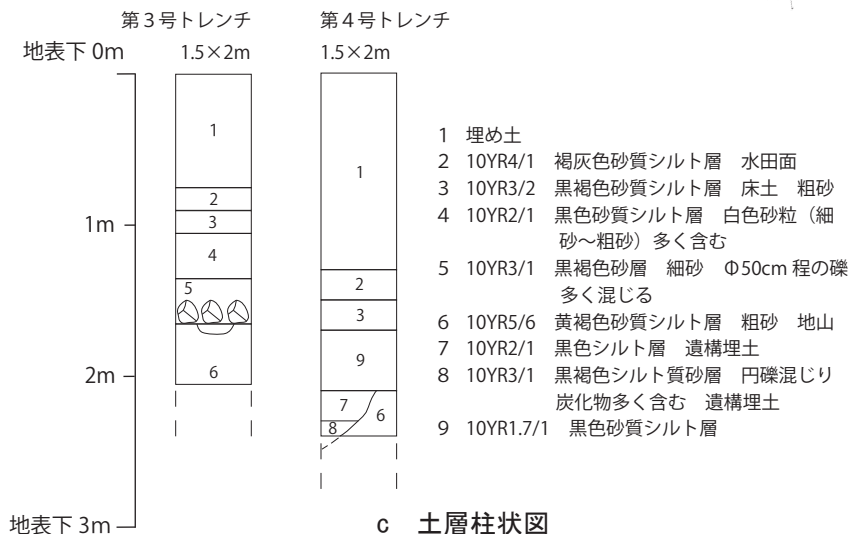 第３号トレンチ　　第４号トレンチ
地表下 0m　1.5×2m　1.5×2m
1
2
3
4
5
6
1
2
3
9
7
6
8
1m
2m
地表下 3m
1　埋め土
2　10YR4/1　褐灰色砂質シルト層　水田面
3　10YR3/2　黒褐色砂質シルト層　床土　粗砂
4　10YR2/1　黒色砂質シルト層　白色砂粒（細
砂～粗砂）多く含む
5　10YR3/1　黒褐色砂層　細砂　Φ50cm 程の礫
多く混じる
6　10YR5/6　黄褐色砂質シルト層　粗砂　地山
7　10YR2/1　黒色シルト層　遺構埋土
8　10YR3/1　黒褐色シルト質砂層　円礫混じり
炭化物多く含む　遺構埋土
9　10YR1.7/1　黒色砂質シルト層
c　土層柱状図